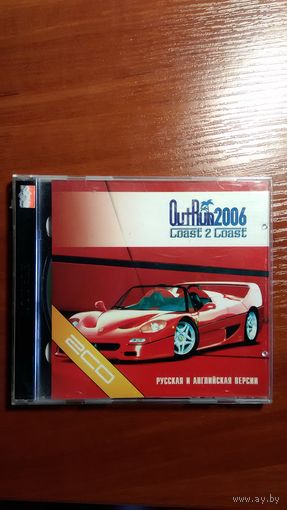 OutRun2006
Coast 2 Coast
2CD
РУССКАЯ И АНГЛИЙСКАЯ ВЕРСИИ
www.ay.by